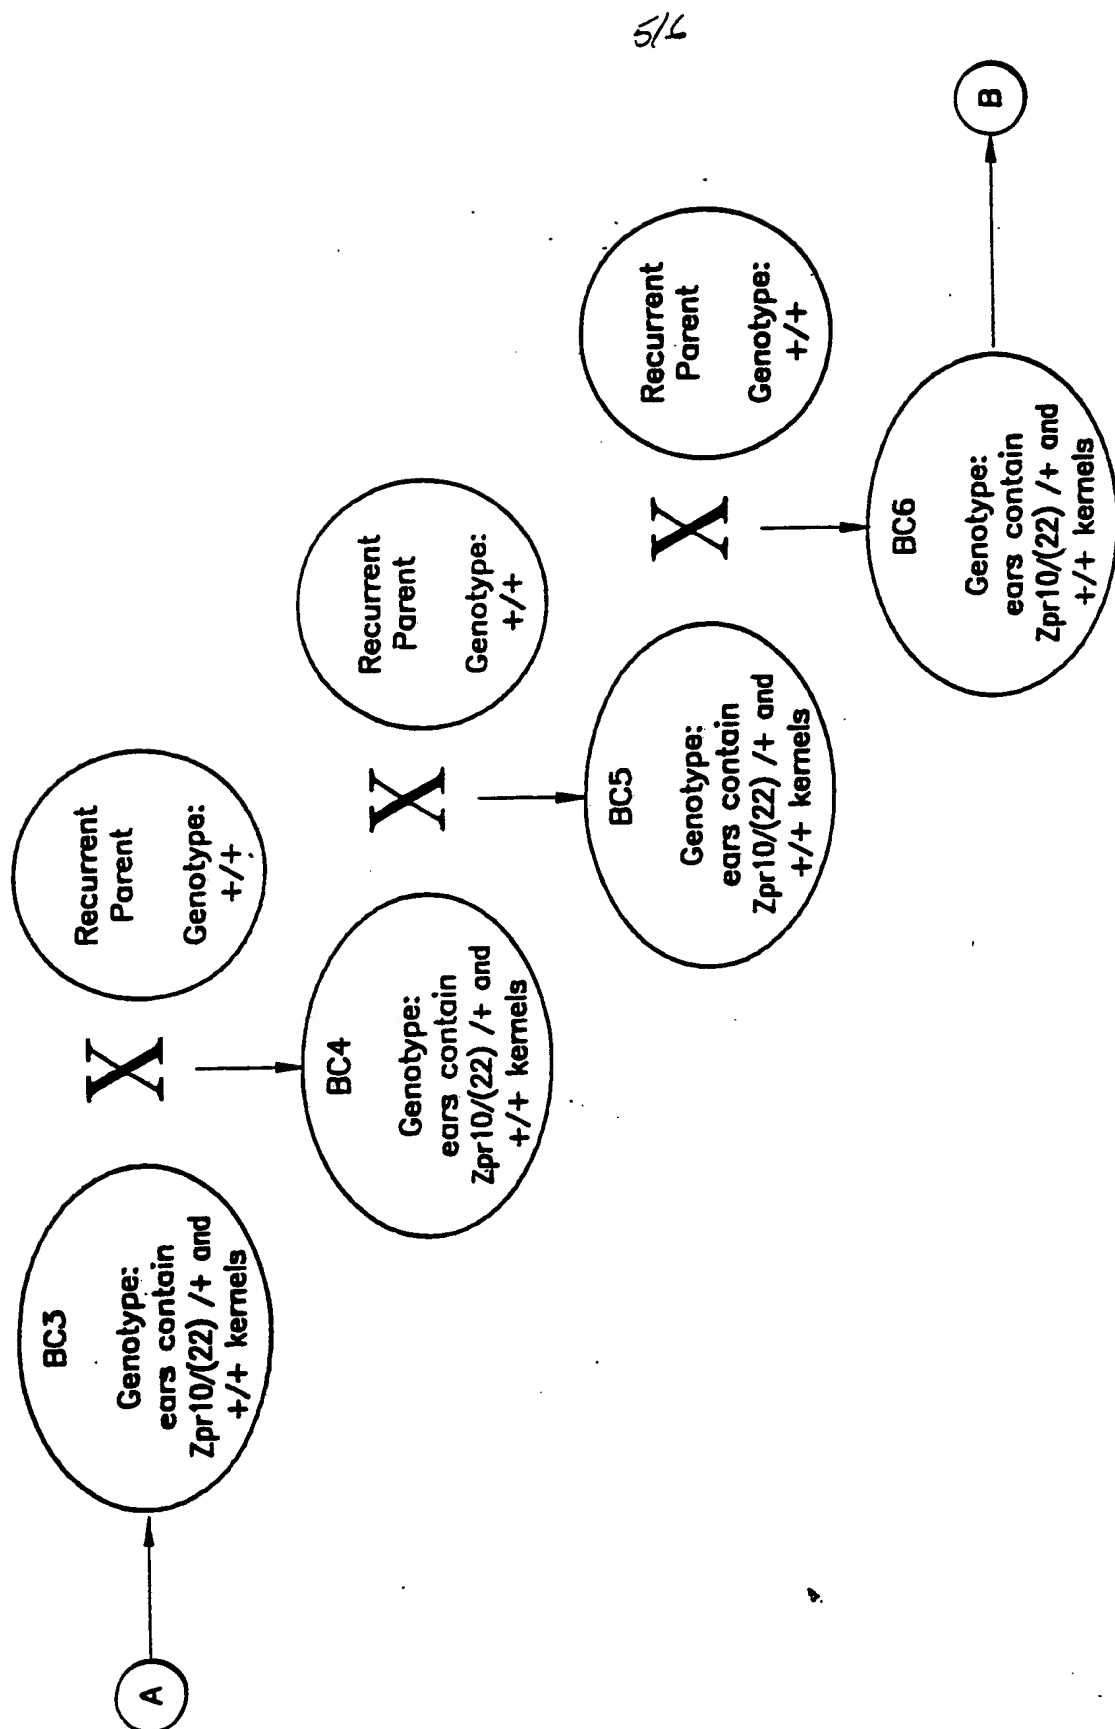 5/6
A
BC3
Genotype:
ears contain
Zpr10/(22) /+ and
+/+ kernels
X
Recurrent
Parent
Genotype:
+/+
BC4
Genotype:
ears contain
Zpr10/(22) /+ and
+/+ kernels
X
Recurrent
Parent
Genotype:
+/+
BC5
Genotype:
ears contain
Zpr10/(22) /+ and
+/+ kernels
X
Recurrent
Parent
Genotype:
+/+
BC6
Genotype:
ears contain
Zpr10/(22) /+ and
+/+ kernels
B